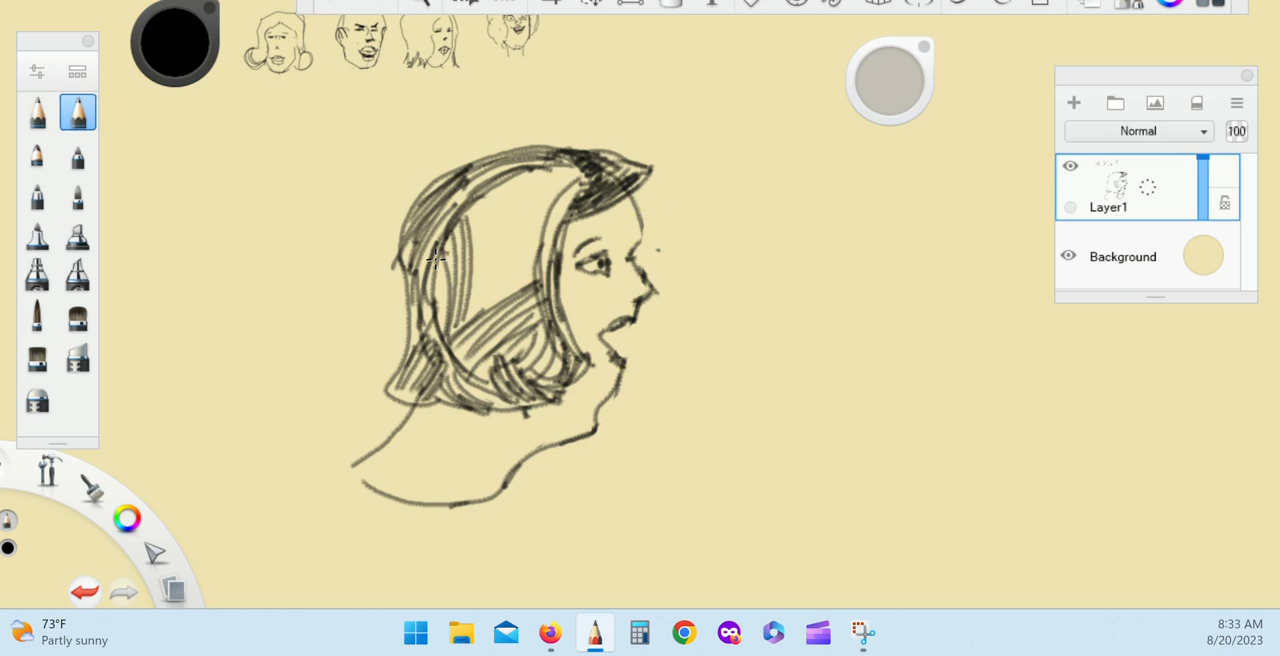 Normal
100
Layer1
Background
73°F
Partly sunny
8:33 AM
8/20/2023